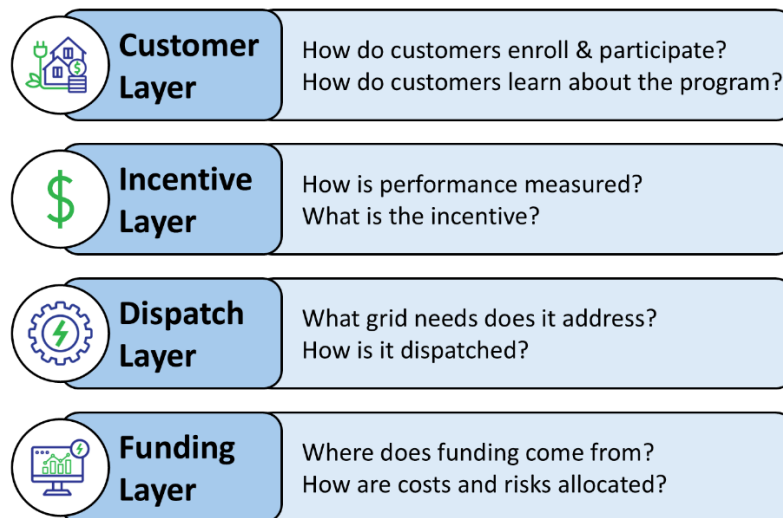 Customer
Layer
How do customers enroll & participate?
How do customers learn about the program?
$
Incentive
Layer
How is performance measured?
What is the incentive?
Dispatch
Layer
What grid needs does it address?
How is it dispatched?
Funding
Layer
Where does funding come from?
How are costs and risks allocated?